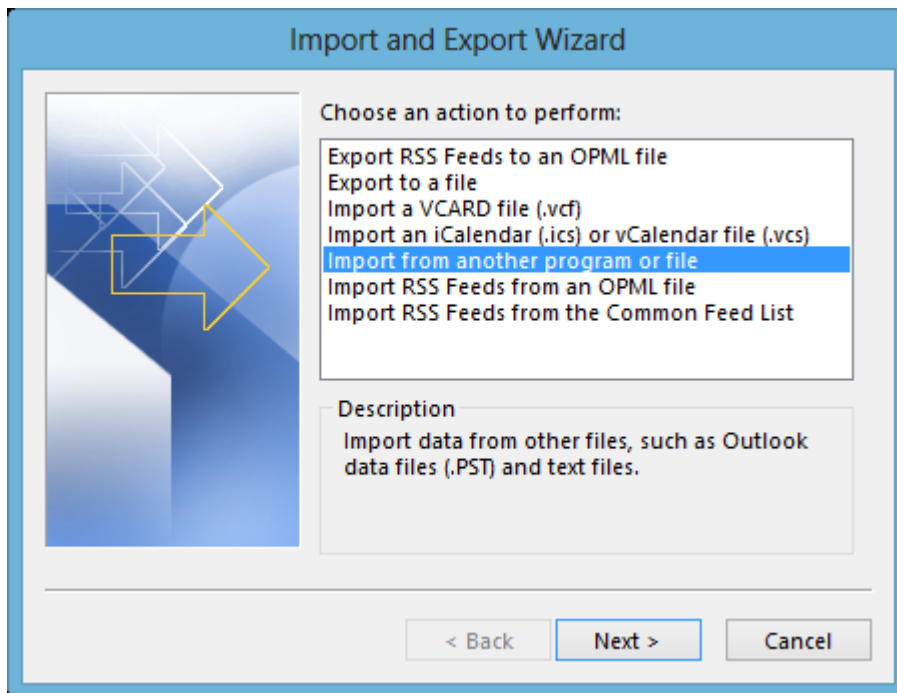 Import and Export Wizard
Choose an action to perform:
Export RSS Feeds to an OPML file
Export to a file
Import a VCARD file (.vcf)
Import an iCalendar (.ics) or vCalendar file (.vcs)
Import from another program or file
Import RSS Feeds from an OPML file
Import RSS Feeds from the Common Feed List
Description
Import data from other files, such as Outlook
data files (.PST) and text files.
< Back Next > Cancel